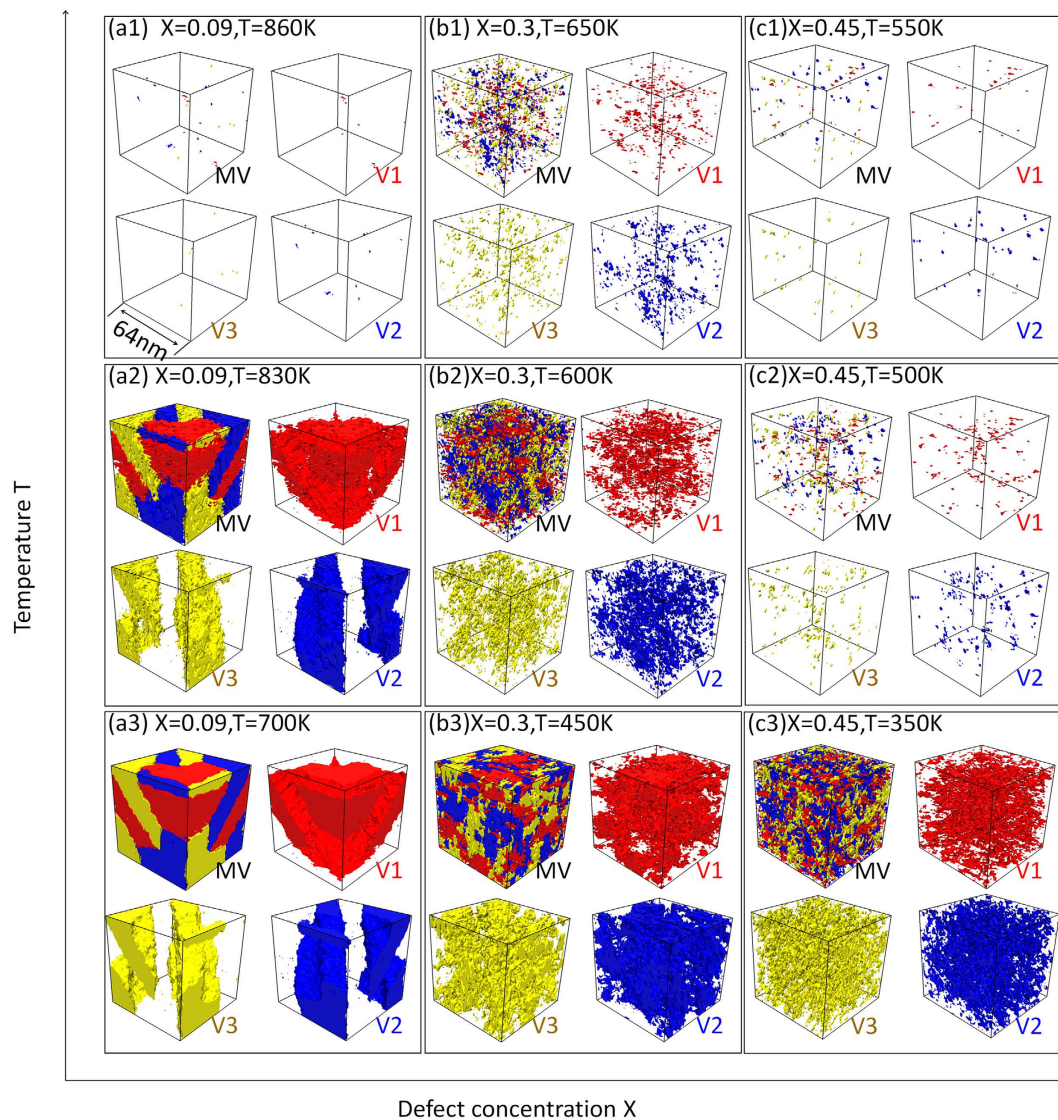 Temperature T
(a1) X=0.09,T=860K
MV
V1
V3
V2
64nm
(b1) X=0.3,T=650K
MV
V1
V3
V2
(c1)X=0.45,T=550K
MV
V1
V3
V2
(a2) X=0.09,T=830K
MV
V1
V3
V2
(b2) X=0.3,T=600K
MV
V1
V3
V2
(c2)X=0.45,T=500K
MV
V1
V3
V2
(a3) X=0.09,T=700K
MV
V1
V3
V2
(b3)X=0.3,T=450K
MV
V1
V3
V2
(c3)X=0.45,T=350K
MV
V1
V3
V2
Defect concentration X